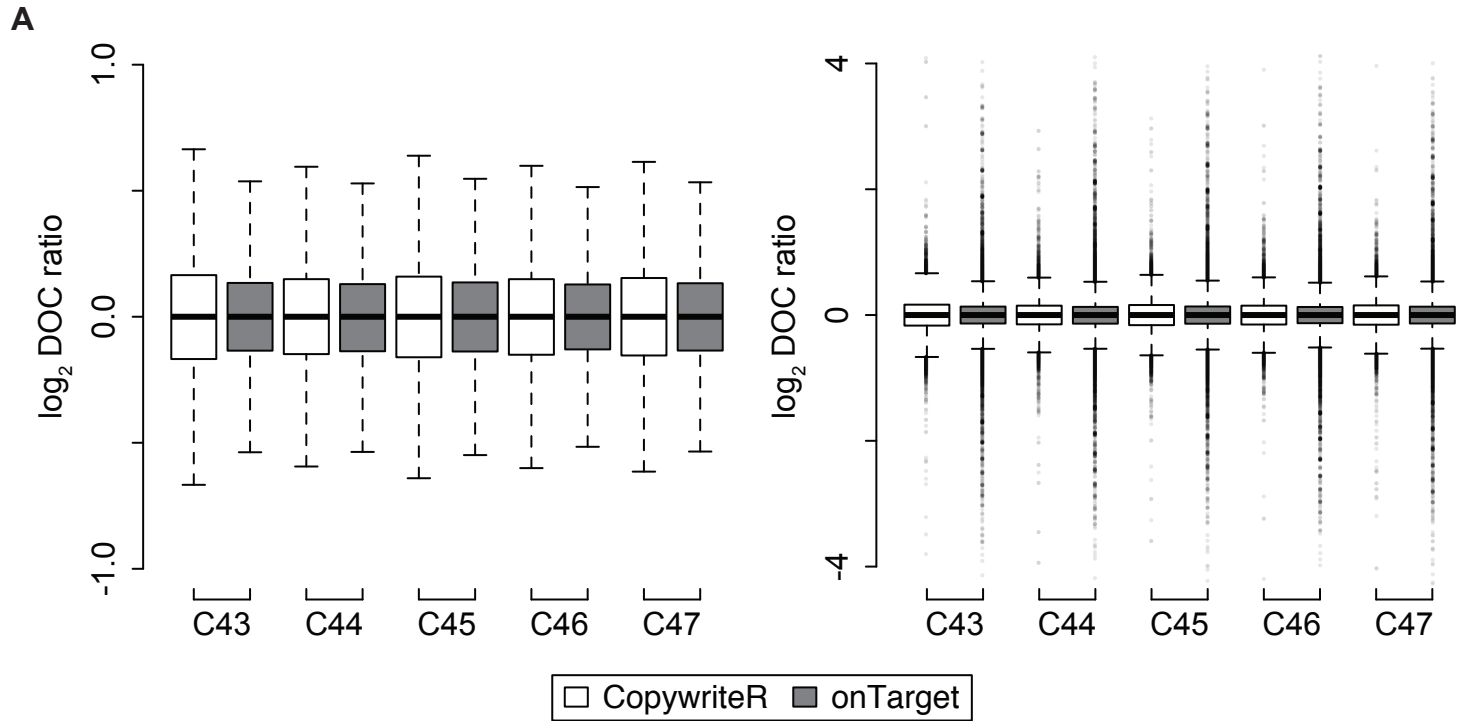 A
log2 DOC ratio
1.0
0.0
-1.0
C43 C44 C45 C46 C47
log2 DOC ratio
4
0
-4
C43 C44 C45 C46 C47
CopywriteR onTarget